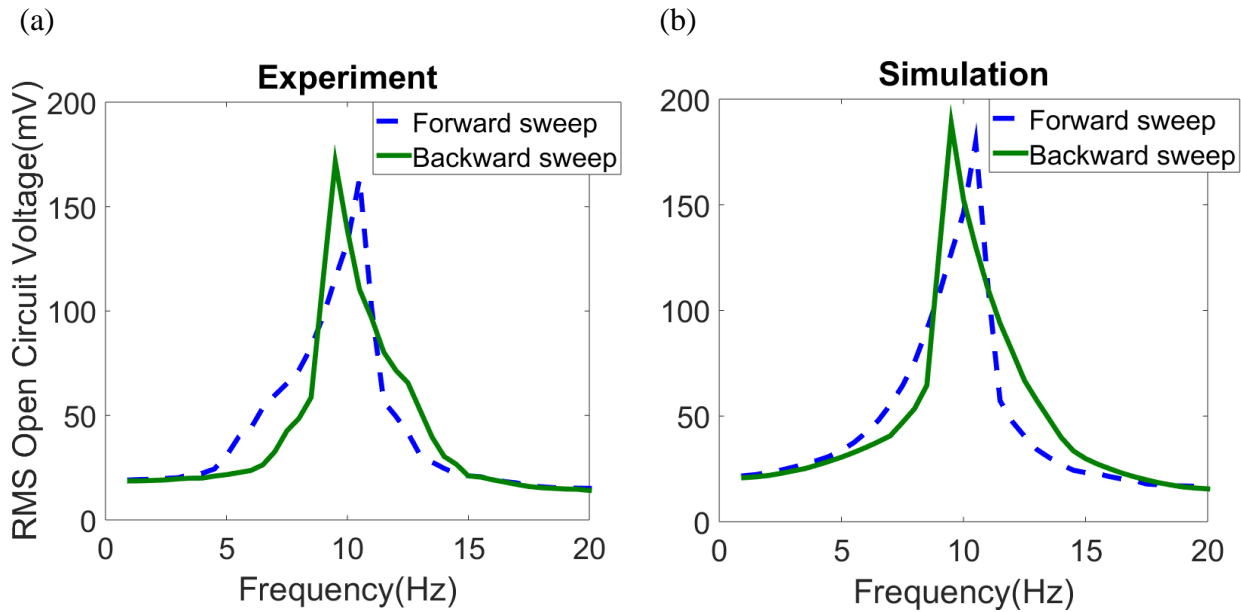 (a)
Experiment
RMS Open Circuit Voltage(mV)
200
150
100
50
0
Forward sweep
Backward sweep
0 5 10 15 20
Frequency(Hz)
(b)
Simulation
200
150
100
50
0
Forward sweep
Backward sweep
0 5 10 15 20
Frequency(Hz)